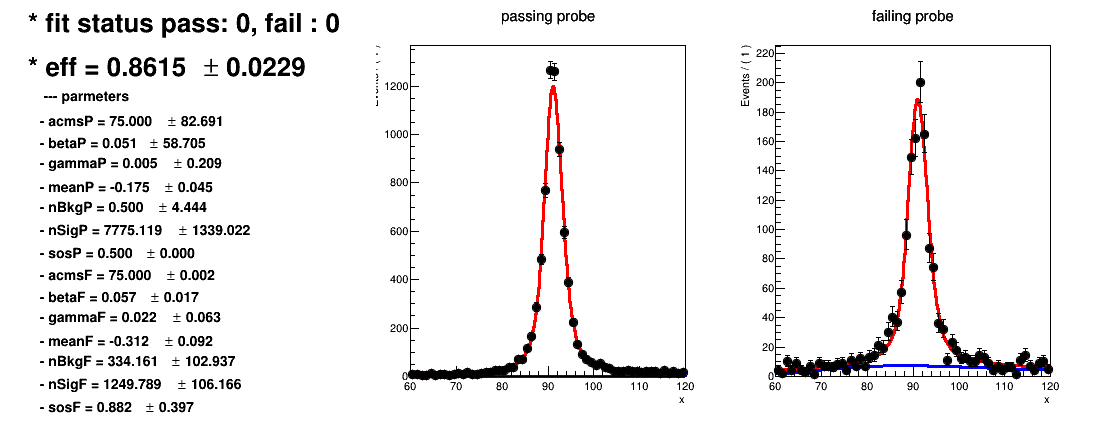 * fit status pass: 0, fail : 0
* eff = 0.8615 ± 0.0229
--- parmeters
- acmsP = 75.000 ± 82.691
- betaP = 0.051 ± 58.705
- gammaP = 0.005 ± 0.209
- meanP = -0.175 ± 0.045
- nBkgP = 0.500 ± 4.444
- nSigP = 7775.119 ± 1339.022
- sosP = 0.500 ± 0.000
- acmsF = 75.000 ± 0.002
- betaF = 0.057 ± 0.017
- gammaF = 0.022 ± 0.063
- meanF = -0.312 ± 0.092
- nBkgF = 334.161 ± 102.937
- nSigF = 1249.789 ± 106.166
- sosF = 0.882 ± 0.397
passing probe
1200
1000
800
600
400
200
0
60 70 80 90 100 110 120
x
failing probe
Events / ( 1 )
220
200
180
160
140
120
100
80
60
40
20
0
60 70 80 90 100 110 120
x